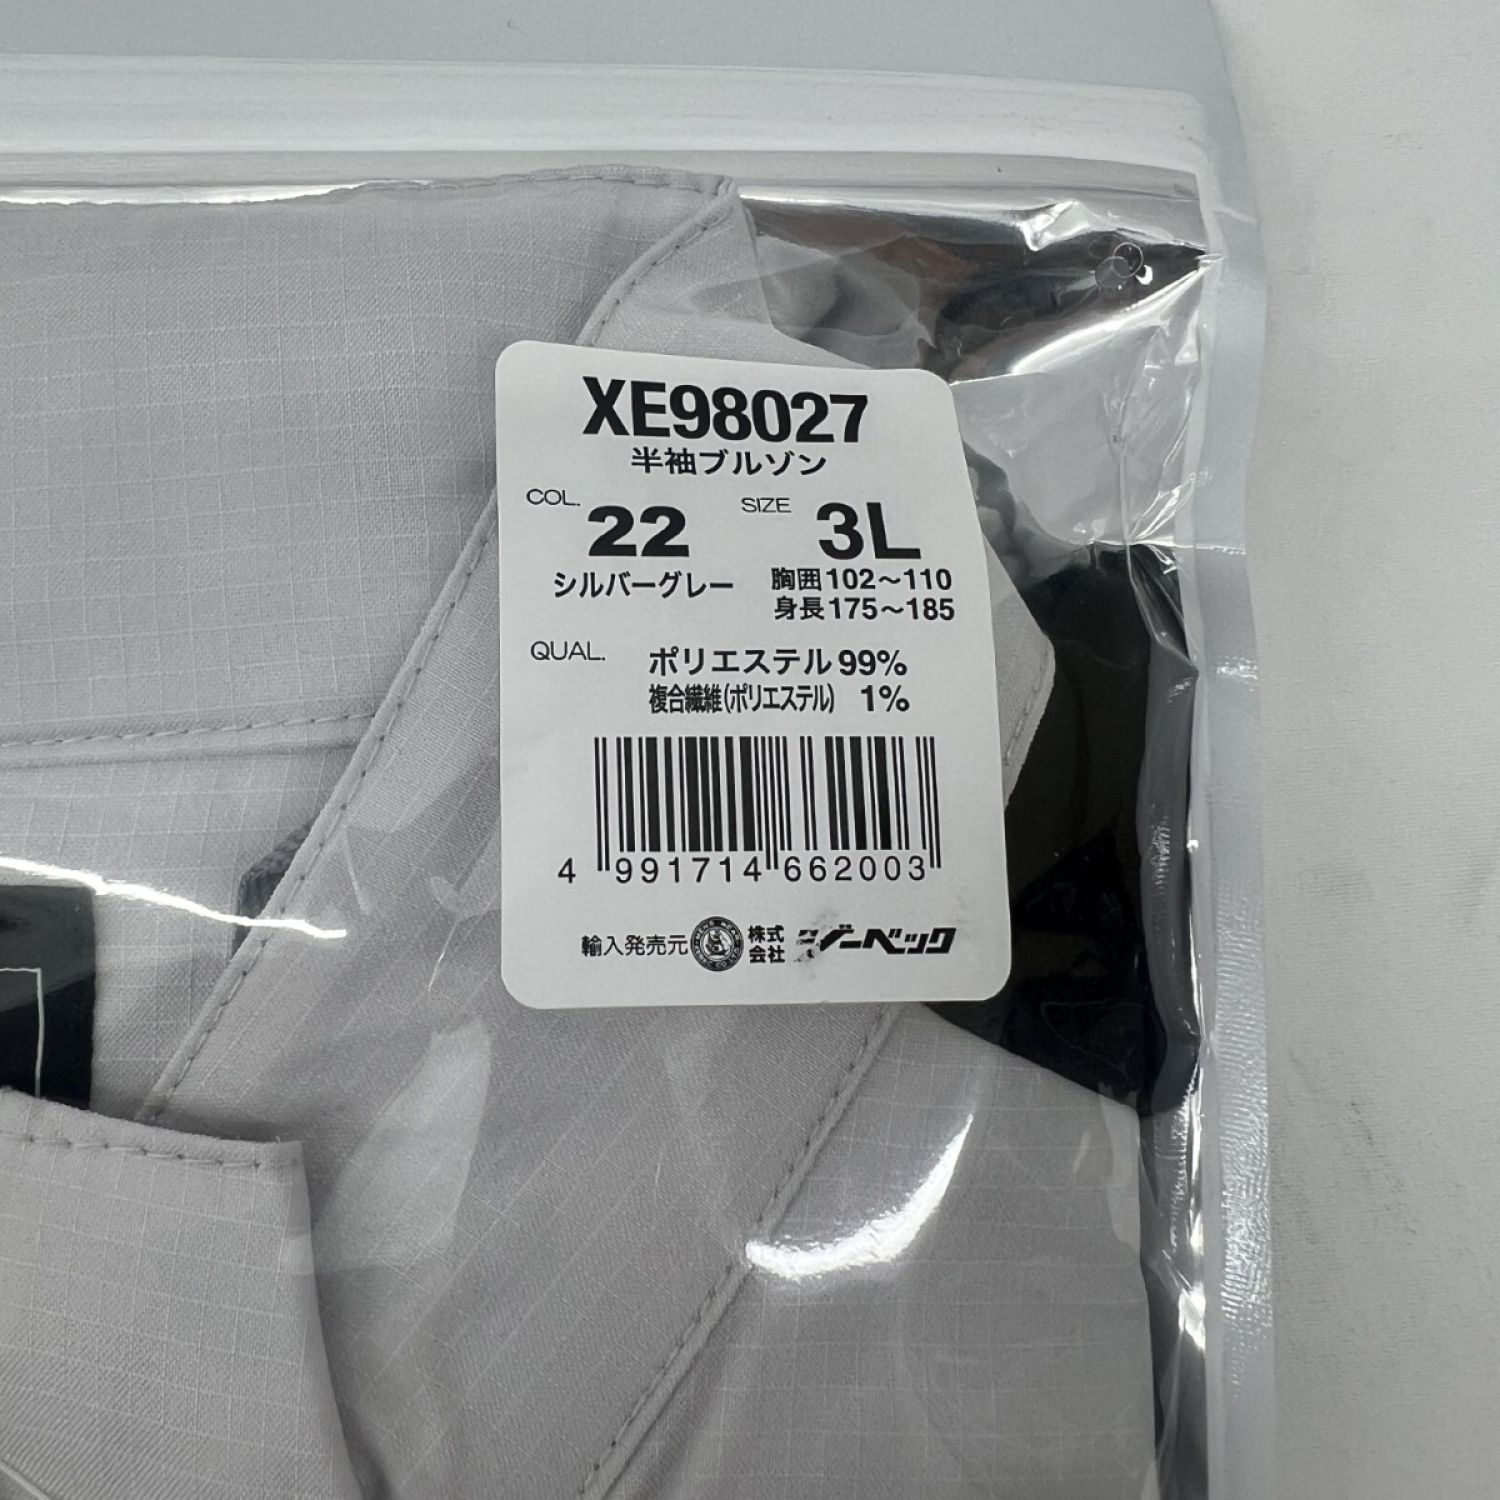 XE98027
半袖ブルゾン
COL. 22 SIZE 3L
シルバーグレー 胸囲102～110
身長175～185
QUAL. ポリエステル 99%
複合繊維(ポリエステル) 1%
4 991714 662003
輸入発売元 株式会社 ジーベック